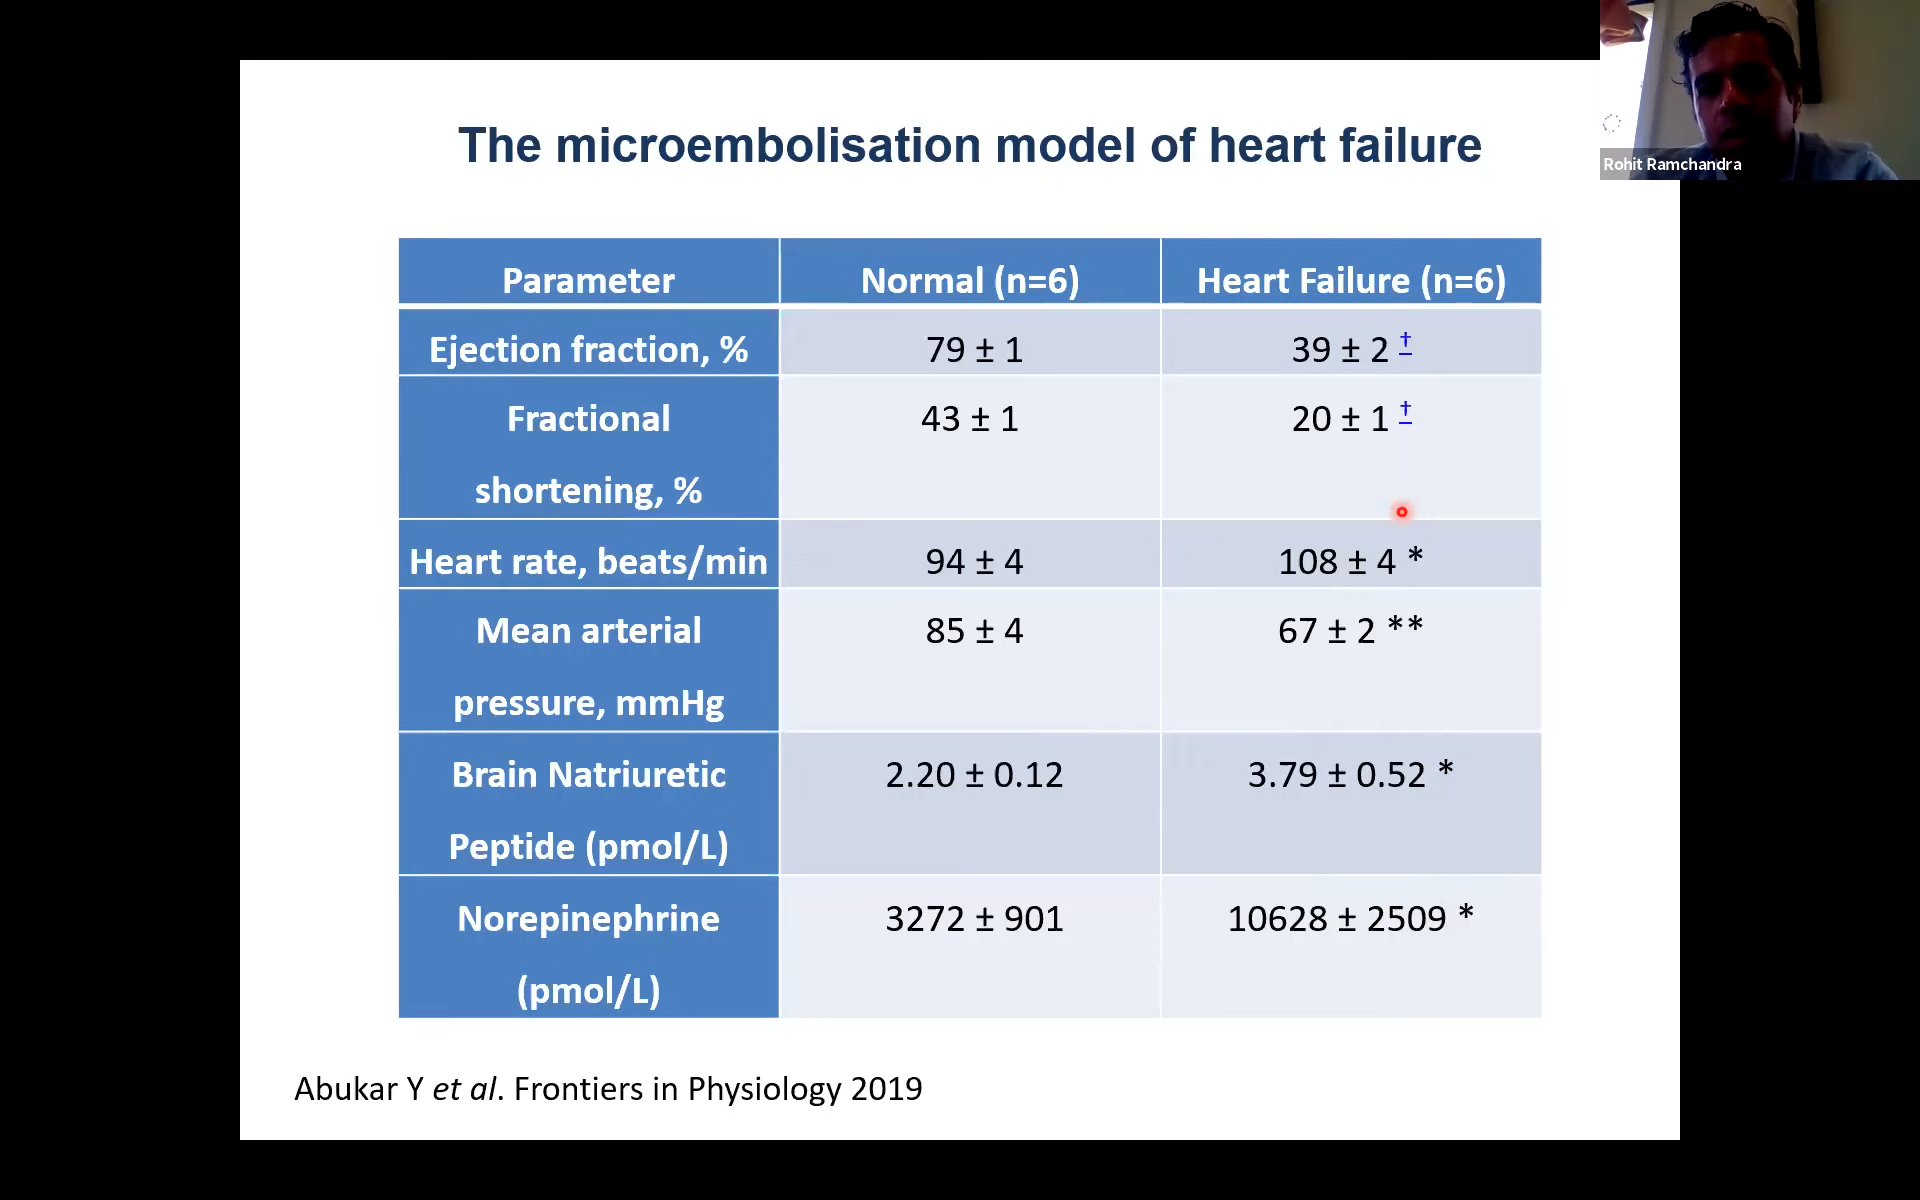 The microembolisation model of heart failure
Rohit Ramchandra
Parameter Normal (n=6) Heart Failure (n=6)
Ejection fraction, % 79 ± 1 39 ± 2 †
Fractional 43 ± 1 20 ± 1 †
shortening, %
Heart rate, beats/min 94 ± 4 108 ± 4 *
Mean arterial 85 ± 4 67 ± 2 **
pressure, mmHg
Brain Natriuretic 2.20 ± 0.12 3.79 ± 0.52 *
Peptide (pmol/L)
Norepinephrine 3272 ± 901 10628 ± 2509 *
(pmol/L)
Abukar Y et al. Frontiers in Physiology 2019